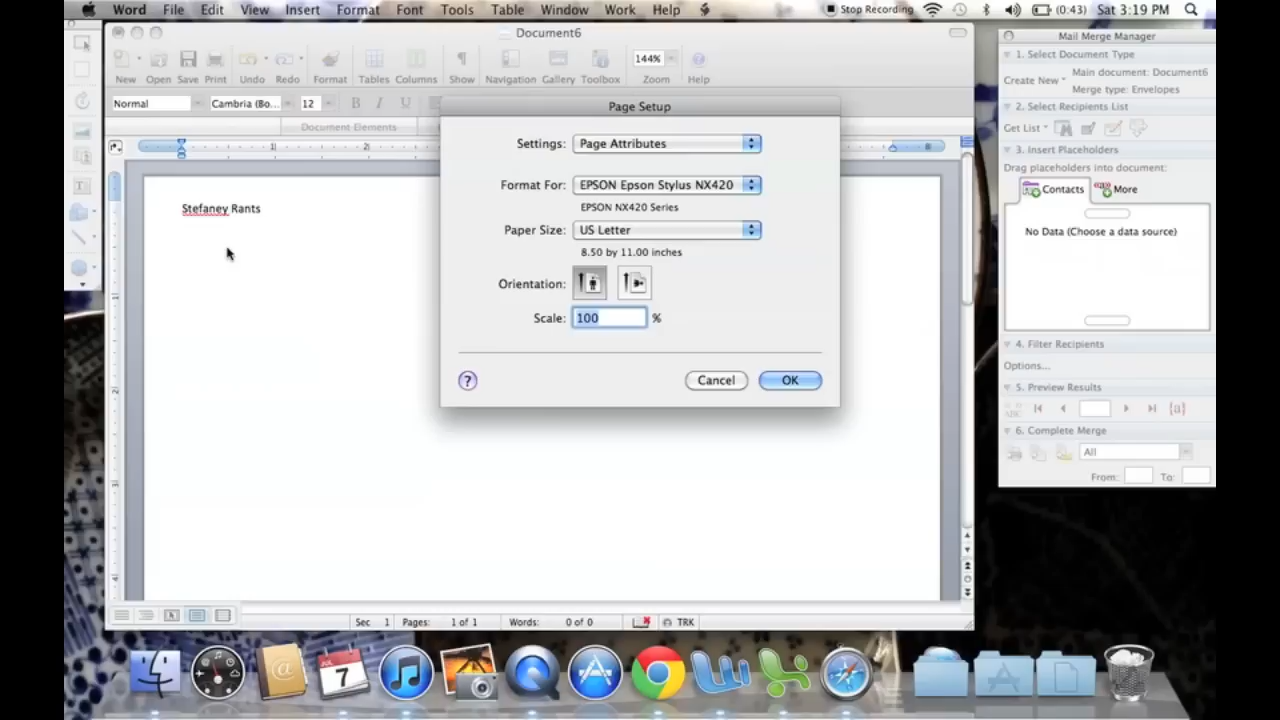 Word File Edit View Insert Format Font Tools Table Window Work Help Stop Recording (0:43) Sat 3:19 PM
Document6
New Open Save Print Undo Redo Format Tables Columns Show Navigation Gallery Toolbox 144% Zoom Help
Normal Cambria (Bo... 12 B I U
Document Elements
Stefaney Rants
Page Setup
Settings: Page Attributes
Format For: EPSON Epson Stylus NX420
EPSON NX420 Series
Paper Size: US Letter
8.50 by 11.00 inches
Orientation:
Scale: 100 %
?
Cancel OK
Mail Merge Manager
1. Select Document Type
Create New Main document: Document6
Merge type: Envelopes
2. Select Recipients List
Get List
3. Insert Placeholders
Drag placeholders into document:
Contacts More
No Data (Choose a data source)
4. Filter Recipients
Options...
5. Preview Results
6. Complete Merge
All
From: To:
Sec 1 Pages: 1 of 1 Words: 0 of 0 TRK
JUL
7